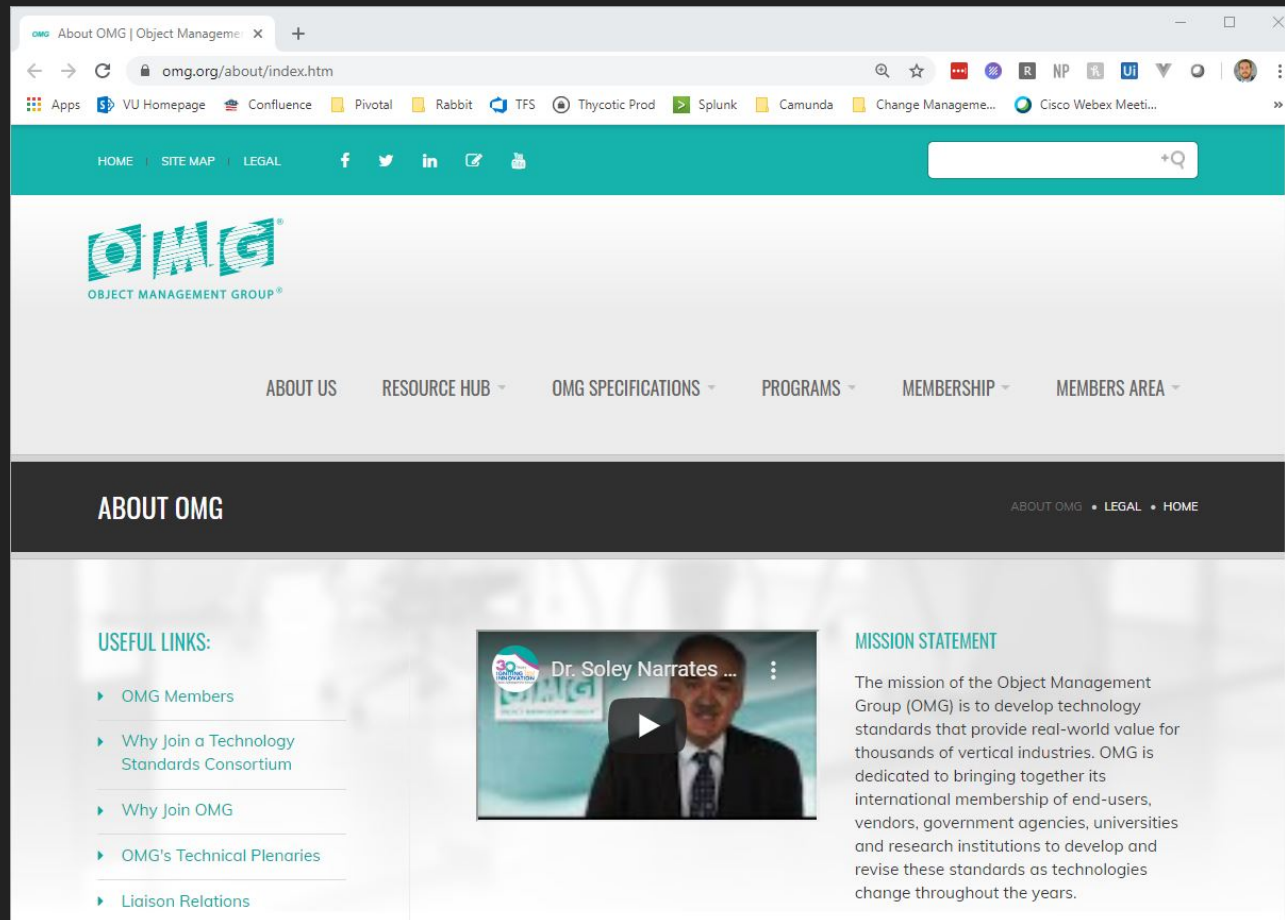 OMG About OMG | Object Managemen
omg.org/about/index.htm
R NP Ui
Apps VU Homepage Confluence Pivotal Rabbit TFS Thycotic Prod Splunk Camunda Change Manageme... Cisco Webex Meeti... »
HOME | SITE MAP | LEGAL
OMG®
OBJECT MANAGEMENT GROUP®
ABOUT US RESOURCE HUB OMG SPECIFICATIONS PROGRAMS MEMBERSHIP MEMBERS AREA
ABOUT OMG
ABOUT OMG • LEGAL • HOME
USEFUL LINKS:
OMG Members
Why Join a Technology
Standards Consortium
Why Join OMG
OMG's Technical Plenaries
Liaison Relations
Dr. Soley Narrates ...
MISSION STATEMENT
The mission of the Object Management
Group (OMG) is to develop technology
standards that provide real-world value for
thousands of vertical industries. OMG is
dedicated to bringing together its
international membership of end-users,
vendors, government agencies, universities
and research institutions to develop and
revise these standards as technologies
change throughout the years.